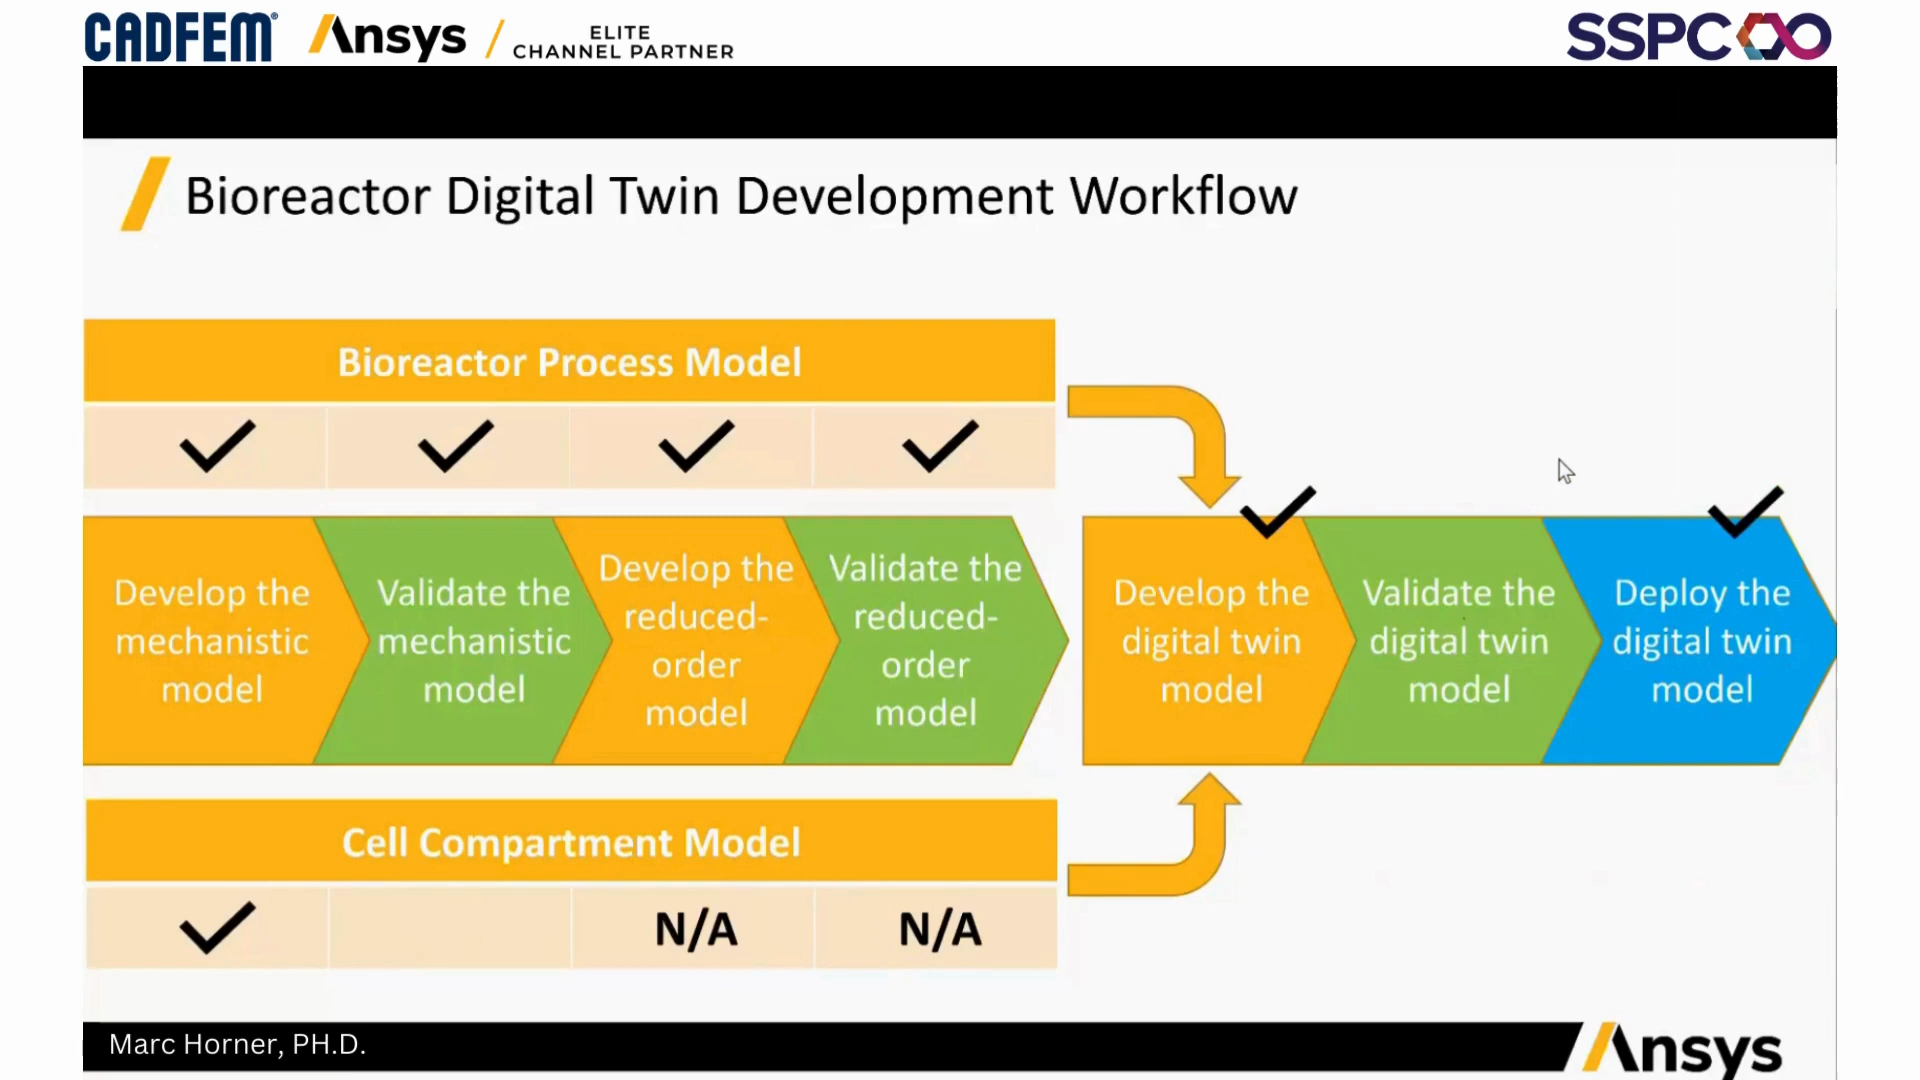 CADFEM®
Ansys
ELITE
CHANNEL PARTNER
SSPC
Bioreactor Digital Twin Development Workflow
Bioreactor Process Model
Develop the
mechanistic
model
Validate the
mechanistic
model
Develop the
reduced-
order
model
Validate the
reduced-
order
model
Develop the
digital twin
model
Validate the
digital twin
model
Deploy the
digital twin
model
Cell Compartment Model
N/A
N/A
Marc Horner, PH.D.
Ansys